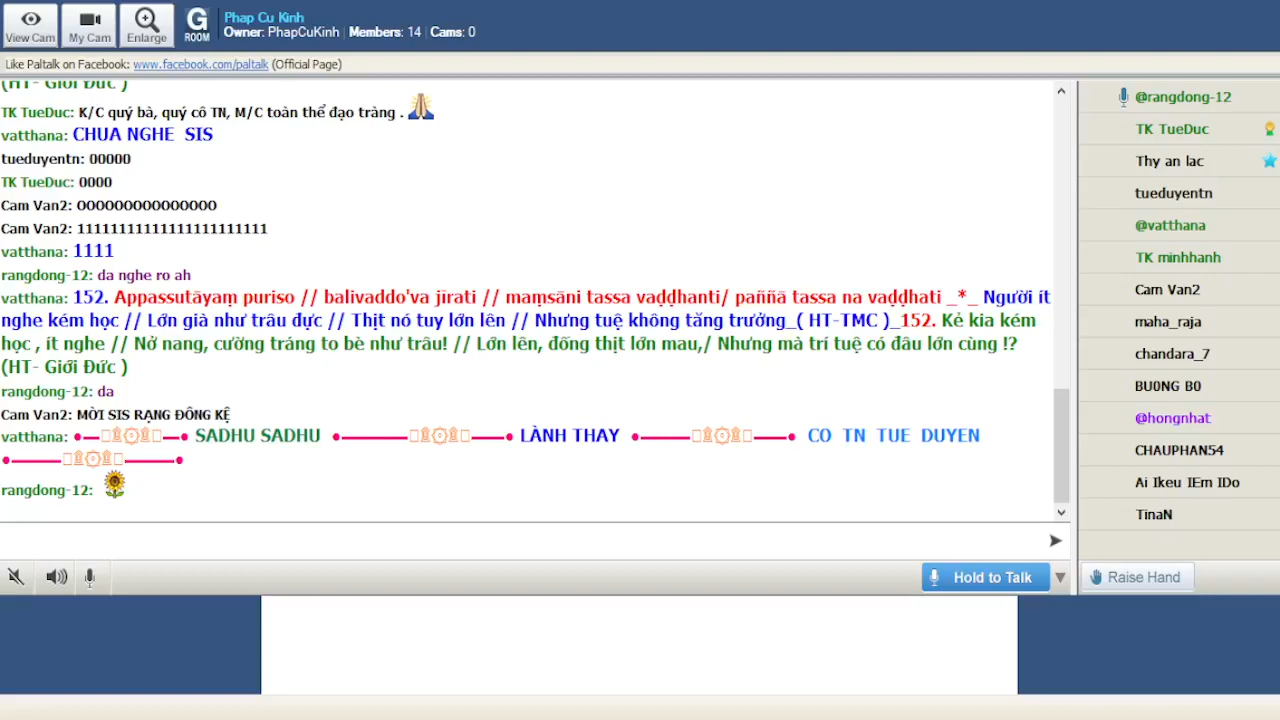 View Cam
My Cam
Enlarge
G
ROOM
Phap Cu Kinh
Owner: PhapCuKinh | Members: 14 | Cams: 0
Like Paltalk on Facebook: www.facebook.com/paltalk (Official Page)
(HT- Giới Đức )
TK TueDuc: K/C quý bà, quý cô TN, M/C toàn thể đạo tràng .
vatthana: CHUA NGHE SIS
tueduyentn: 00000
TK TueDuc: 0000
Cam Van2: OOOOOOOOOOOOOOO
Cam Van2: 11111111111111111111111
vatthana: 1111
rangdong-12: da nghe ro ah
vatthana: 152. Appassutāyaṃ puriso // balivaddo'va jīrati // maṃsāni tassa vaḍḍhanti/ paññā tassa na vaḍḍhati _*_ Người ít
nghe kém học // Lớn già như trâu đực // Thịt nó tuy lớn lên // Nhưng tuệ không tăng trưởng_( HT-TMC )_152. Kẻ kia kém
học , ít nghe // Nở nang, cường tráng to bè như trâu! // Lớn lên, đống thịt lớn mau,/ Nhưng mà trí tuệ có đâu lớn cùng !?
(HT- Giới Đức )
rangdong-12: da
Cam Van2: MỜI SIS RẠNG ĐÔNG KỆ
vatthana: SADHU SADHU LÀNH THAY CO TN TUE DUYEN
rangdong-12:
Hold to Talk
@rangdong-12
TK TueDuc
Thy an lac
tueduyentn
@vatthana
TK minhhanh
Cam Van2
maha_raja
chandara_7
BU0NG B0
@hongnhat
CHAUPHAN54
Ai Ikeu IEm IDo
TinaN
Raise Hand